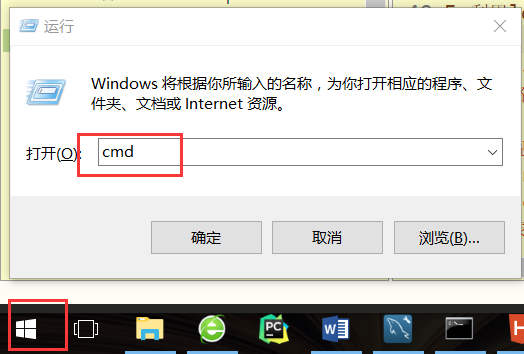 运行
Windows 将根据你所输入的名称，为你打开相应的程序、文
件夹、文档或 Internet 资源。
打开(O): cmd
确定 取消 浏览(B)...
PC
W